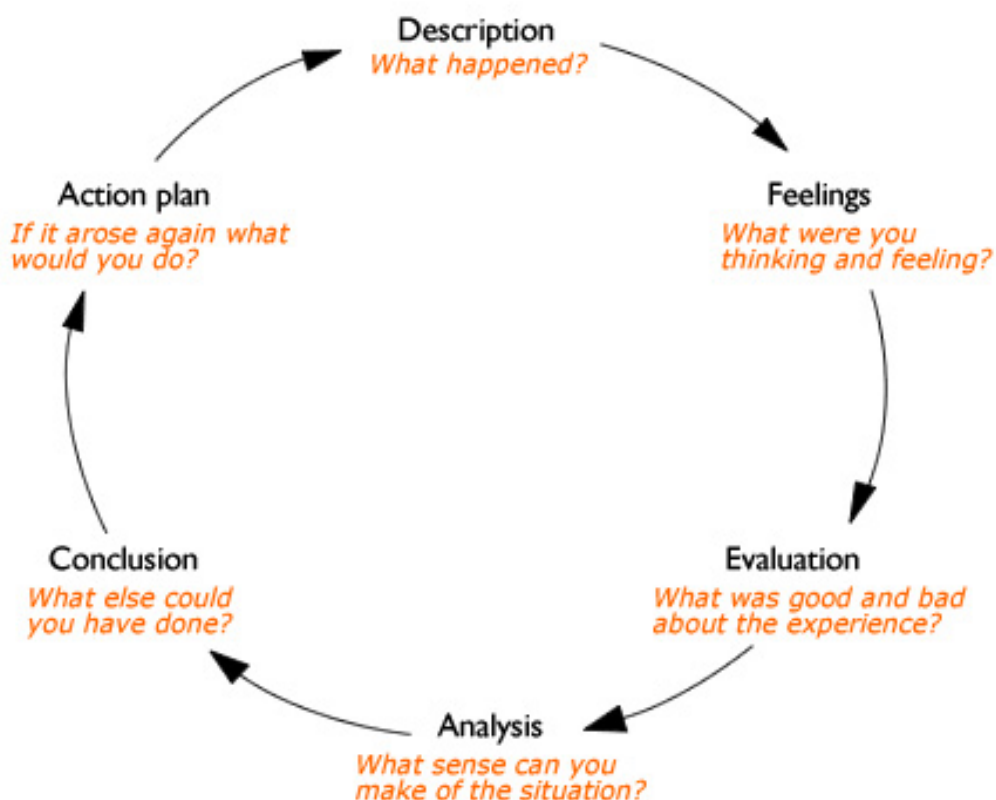 Description
What happened?
Feelings
What were you
thinking and feeling?
Evaluation
What was good and bad
about the experience?
Analysis
What sense can you
make of the situation?
Conclusion
What else could
you have done?
Action plan
If it arose again what
would you do?